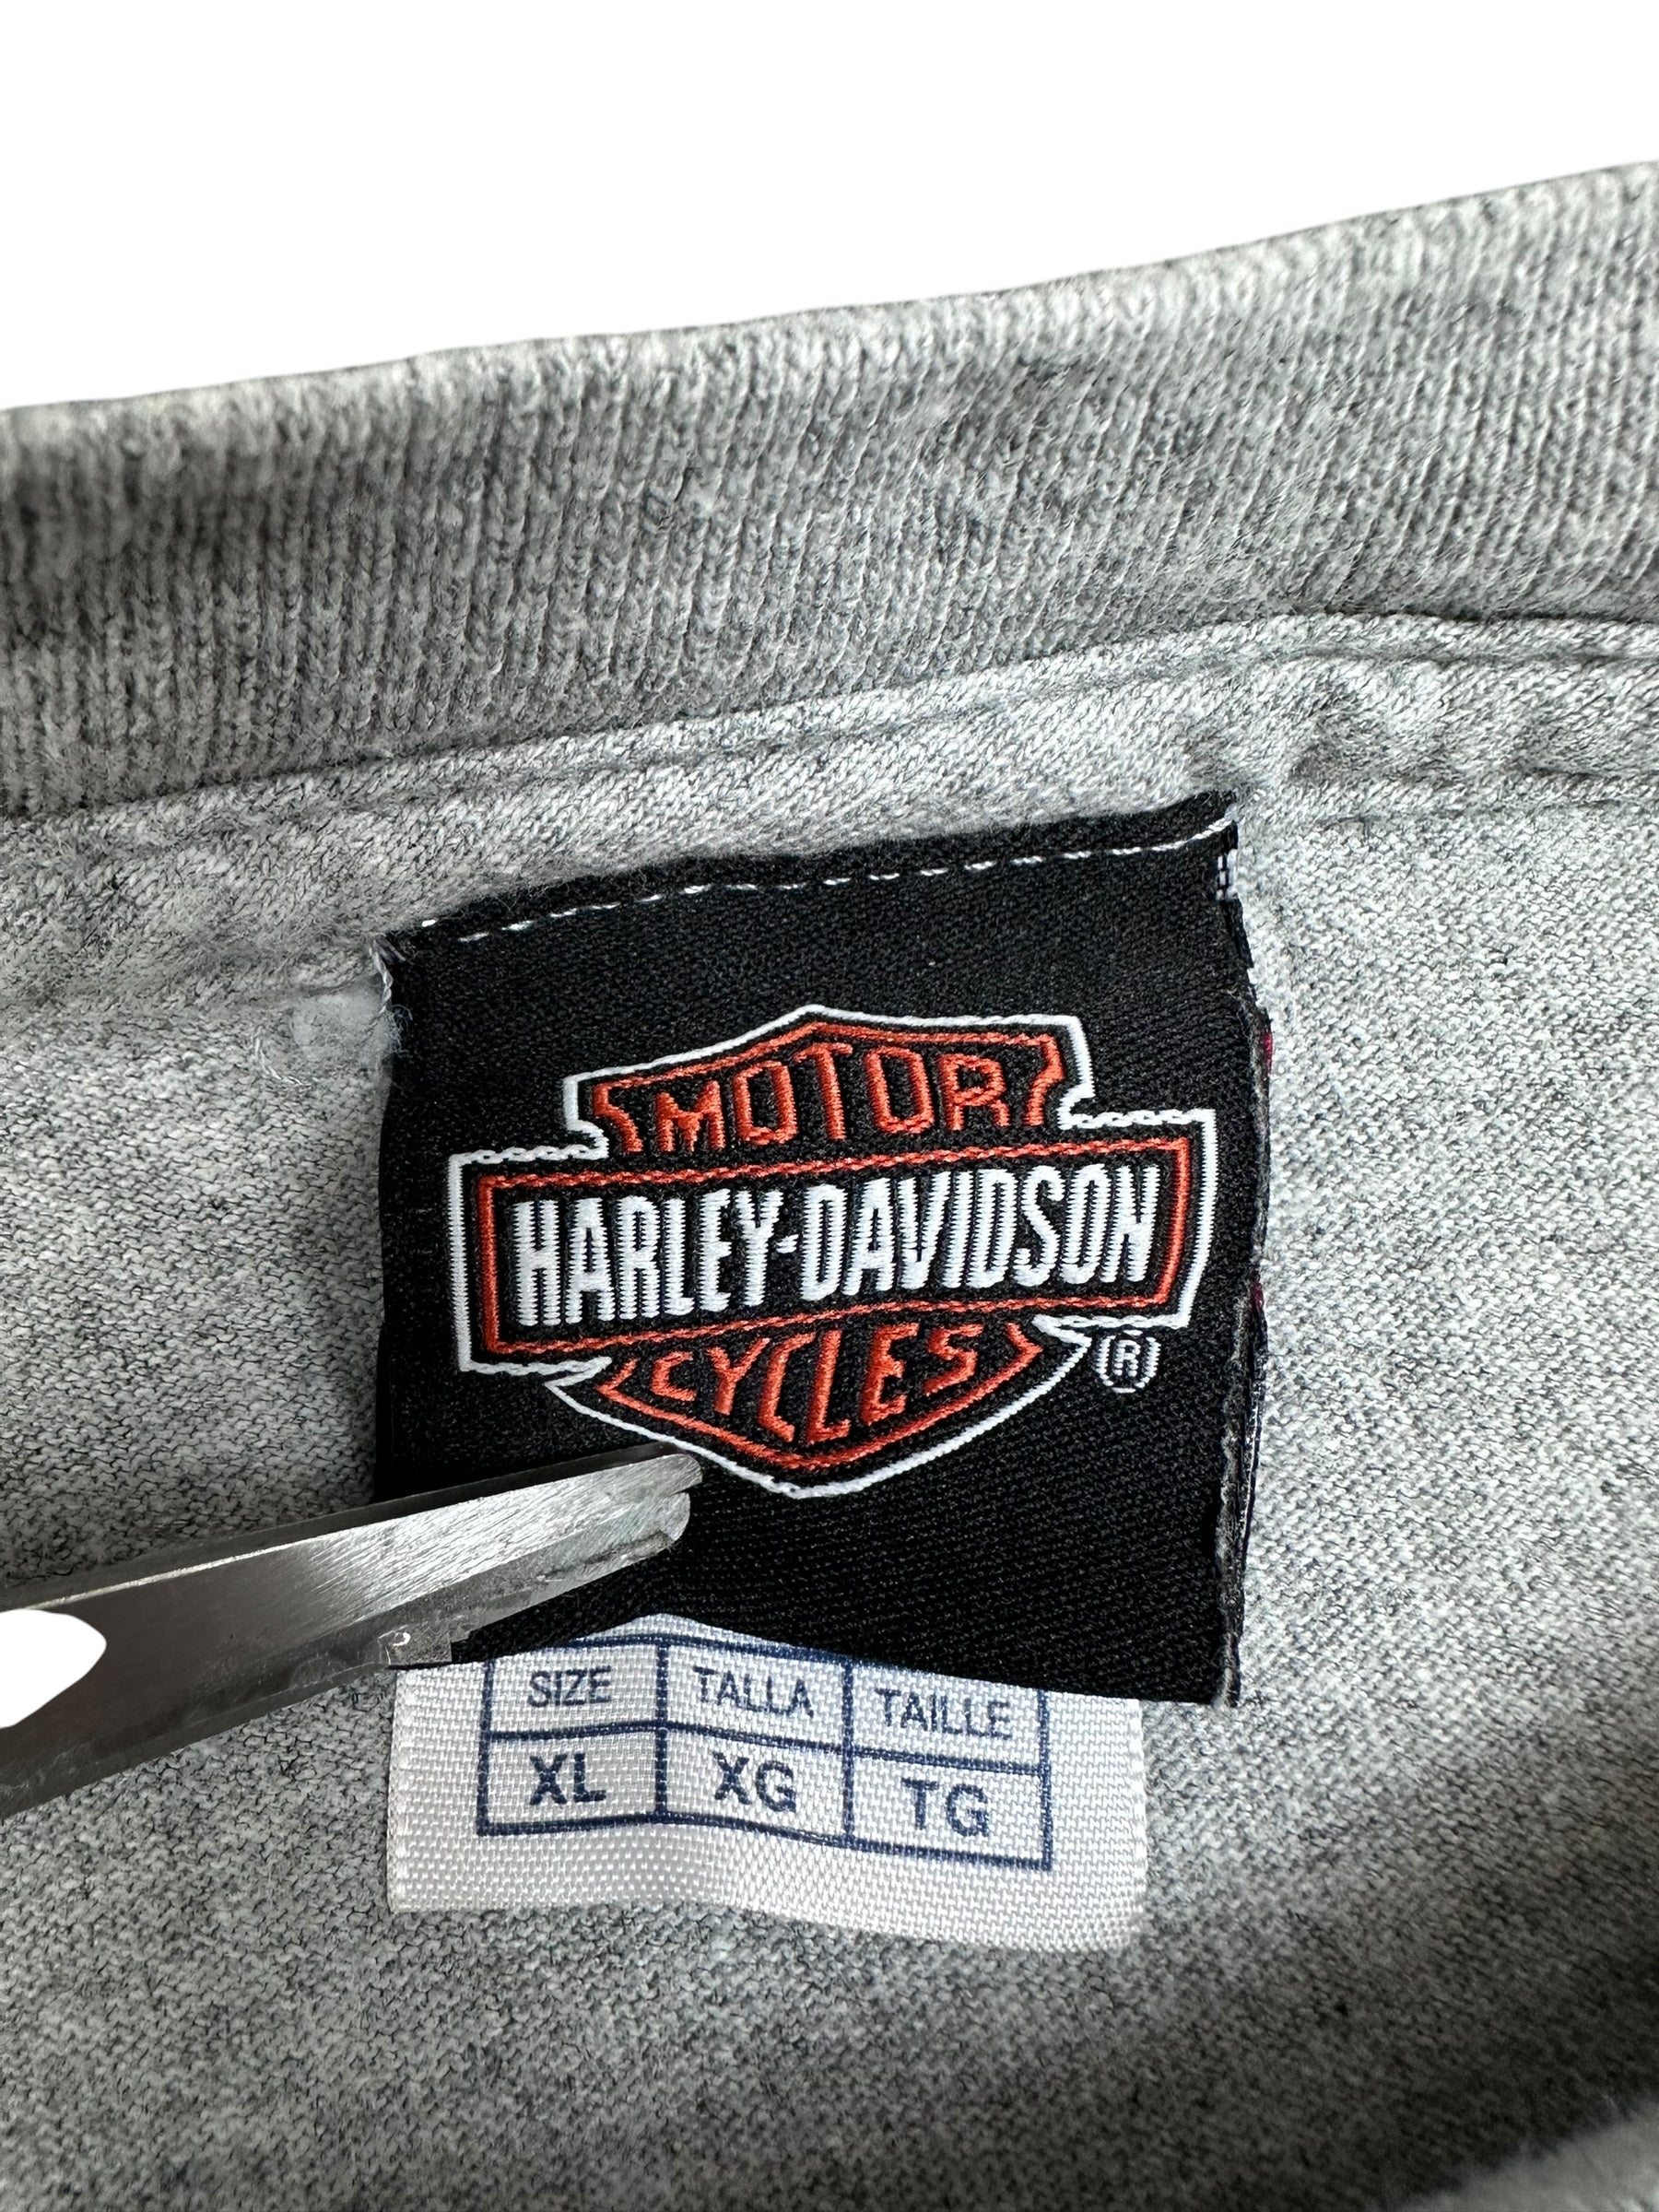 MOTOR
HARLEY-DAVIDSON
CYCLES
®
SIZE TALLA TAILLE
XL XG TG